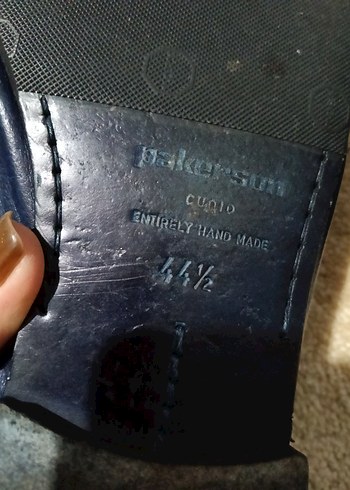 pakerson
CUOIO
ENTIRELY HAND MADE
44½